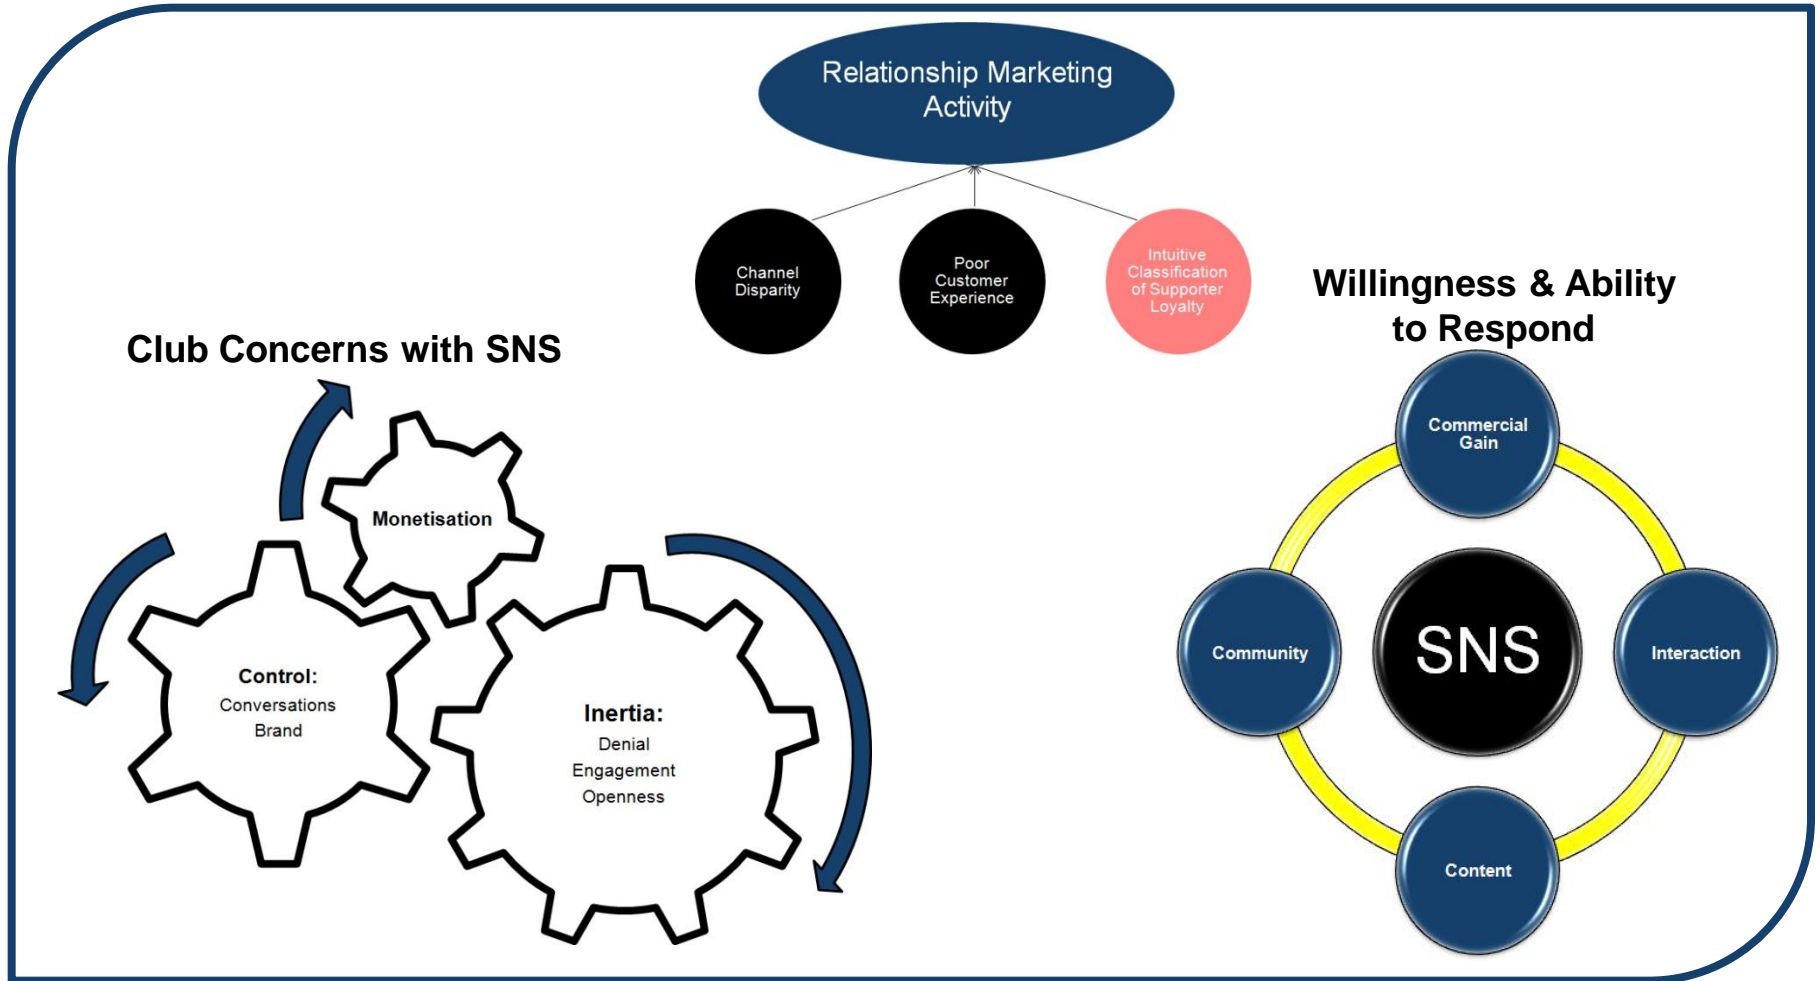 Relationship Marketing
Activity
Channel
Disparity
Poor
Customer
Experience
Intuitive
Classification
of Supporter
Loyalty
Club Concerns with SNS
Monetisation
Control:
Conversations
Brand
Inertia:
Denial
Engagement
Openness
Willingness & Ability
to Respond
Commercial
Gain
Community
SNS
Interaction
Content